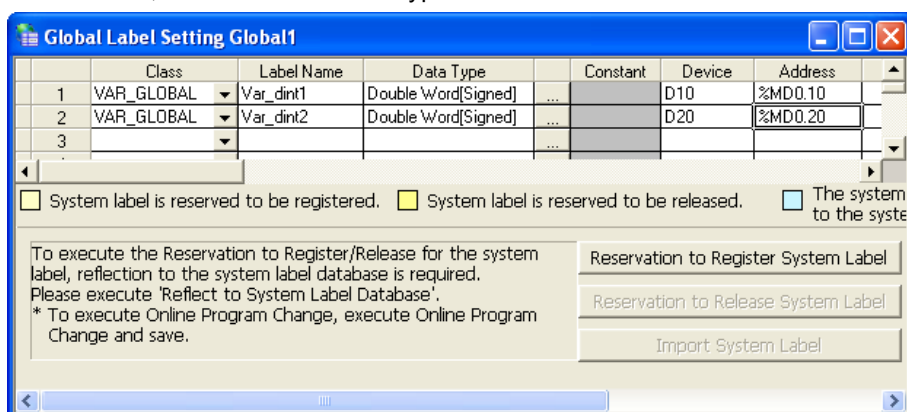 Global Label Setting Global1
Class Label Name Data Type Constant Device Address
1 VAR_GLOBAL Var_dint1 Double Word[Signed] ... D10 %MD0.10
2 VAR_GLOBAL Var_dint2 Double Word[Signed] ... D20 %MD0.20
3 ...
System label is reserved to be registered. System label is reserved to be released. The system
to the syste
To execute the Reservation to Register/Release for the system
label, reflection to the system label database is required.
Please execute 'Reflect to System Label Database'.
* To execute Online Program Change, execute Online Program
Change and save.
Reservation to Register System Label
Reservation to Release System Label
Import System Label